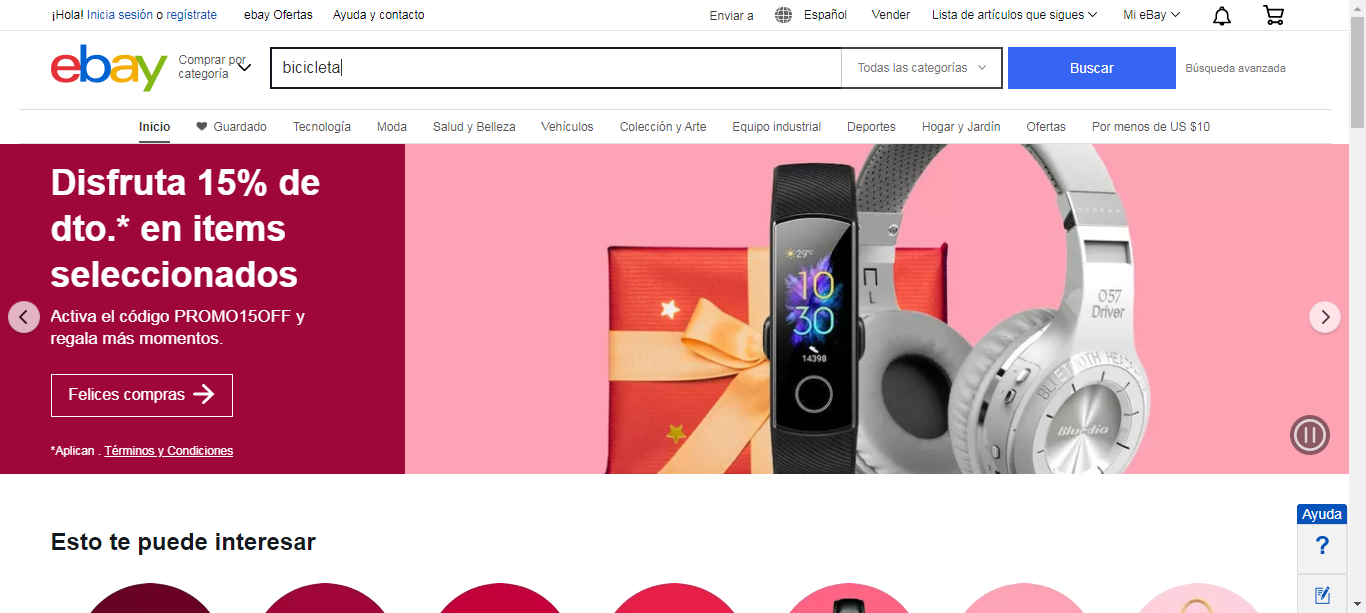 ¡Hola! Inicia sesión o regístrate ebay Ofertas Ayuda y contacto Enviar a Español Vender Lista de artículos que sigues Mi eBay
ebay Comprar por categoría bicicleta Todas las categorías Buscar Búsqueda avanzada
Inicio Guardado Tecnología Moda Salud y Belleza Vehículos Colección y Arte Equipo industrial Deportes Hogar y Jardín Ofertas Por menos de US $10
Disfruta 15% de
dto.* en items
seleccionados
Activa el código PROMO15OFF y
regala más momentos.
Felices compras
*Aplican . Términos y Condiciones
29°c
10
30
14398
O57
Driver
BLUETOOTH HEADSET
Bluedio
Ayuda
?
Esto te puede interesar